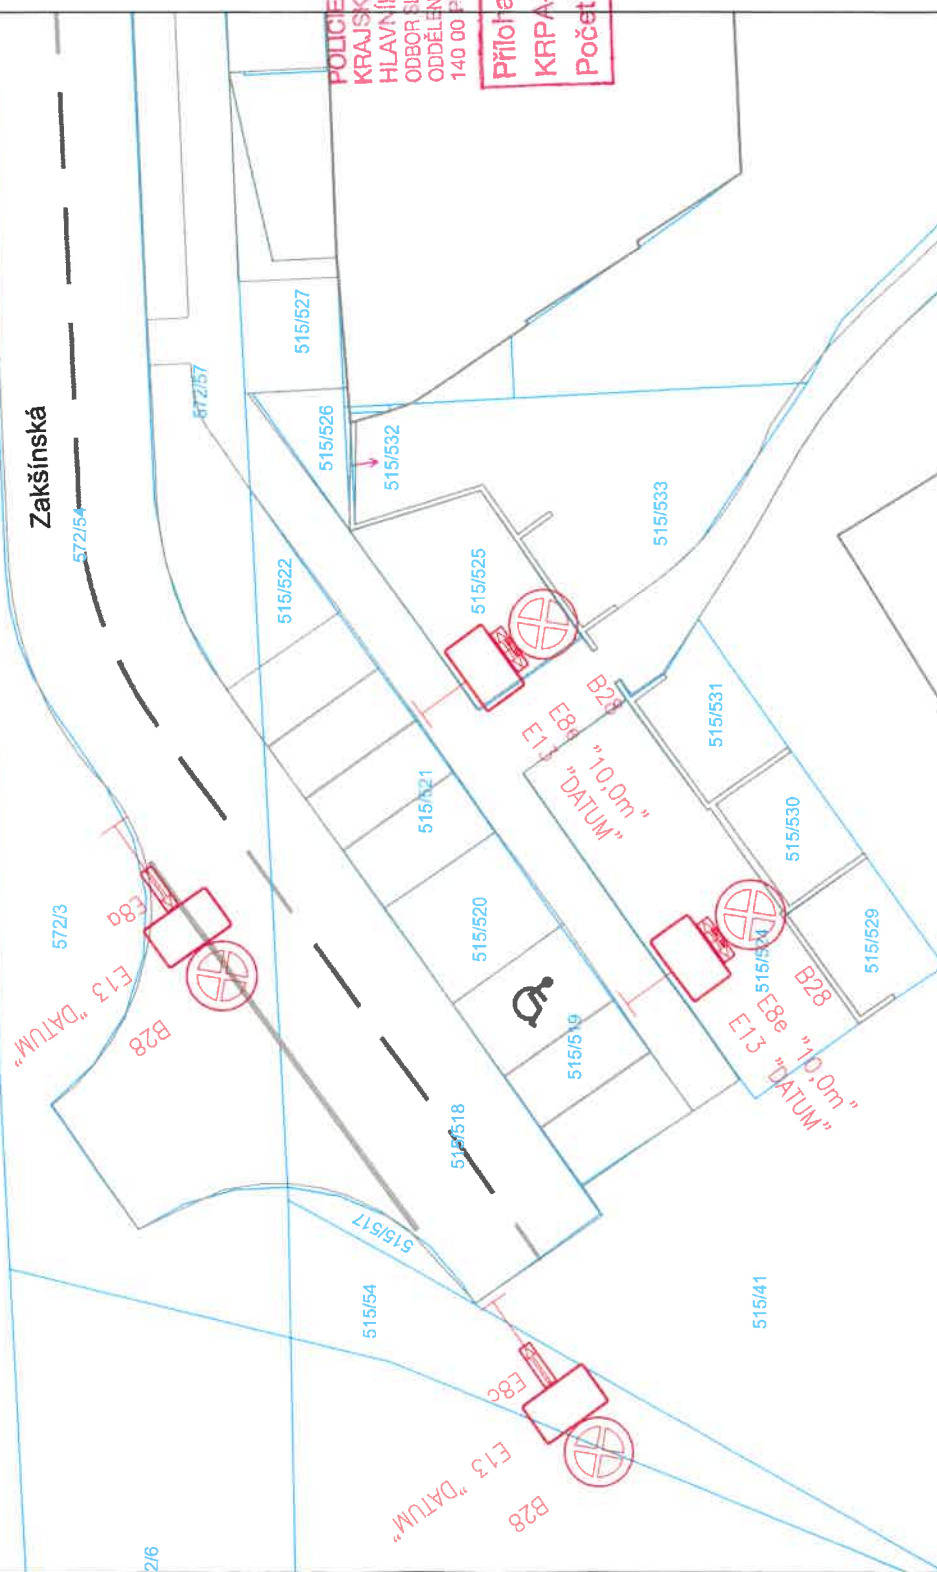 POLICIE
KRAJSK
HLAVNÍ
ODBOR SL
ODDĚLEN
140 00 P
Příloha
KRPA-
Počet
Zakšínská
572/54
572/57
515/527
515/526
515/532
515/522
515/525
515/533
515/521
515/531
515/530
515/520
515/529
515/524
515/519
515/518
515/517
515/54
515/41
572/3
2/6
E8a
E13 "DATUM"
B28
B28
E8e "10,0m"
E13 "DATUM"
B28
E8e "10,0m"
E13 "DATUM"
E8c
E13 "DATUM"
B28